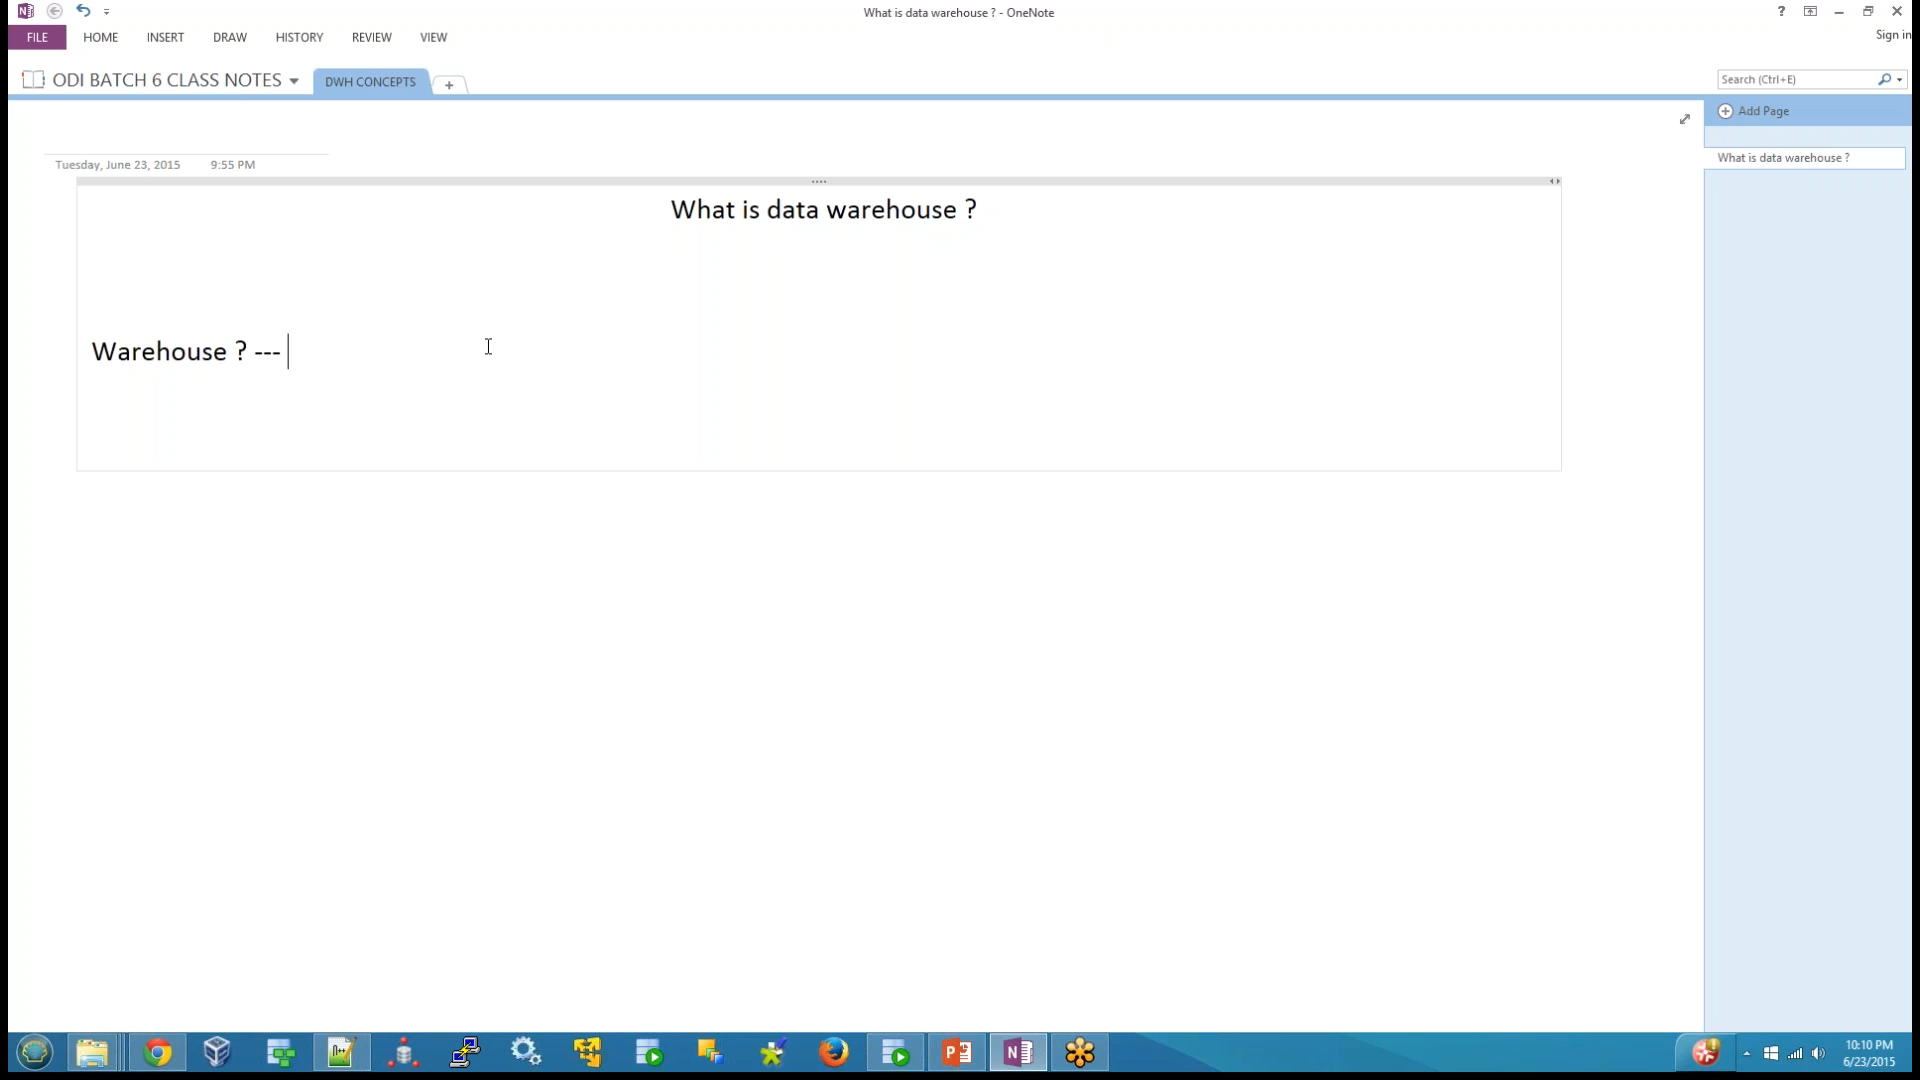 What is data warehouse ? - OneNote
?
FILE HOME INSERT DRAW HISTORY REVIEW VIEW
Sign in
ODI BATCH 6 CLASS NOTES
DWH CONCEPTS
+
Search (Ctrl+E)
Add Page
Tuesday, June 23, 2015 9:55 PM
What is data warehouse ?
What is data warehouse ?
Warehouse ? ---
10:10 PM
6/23/2015